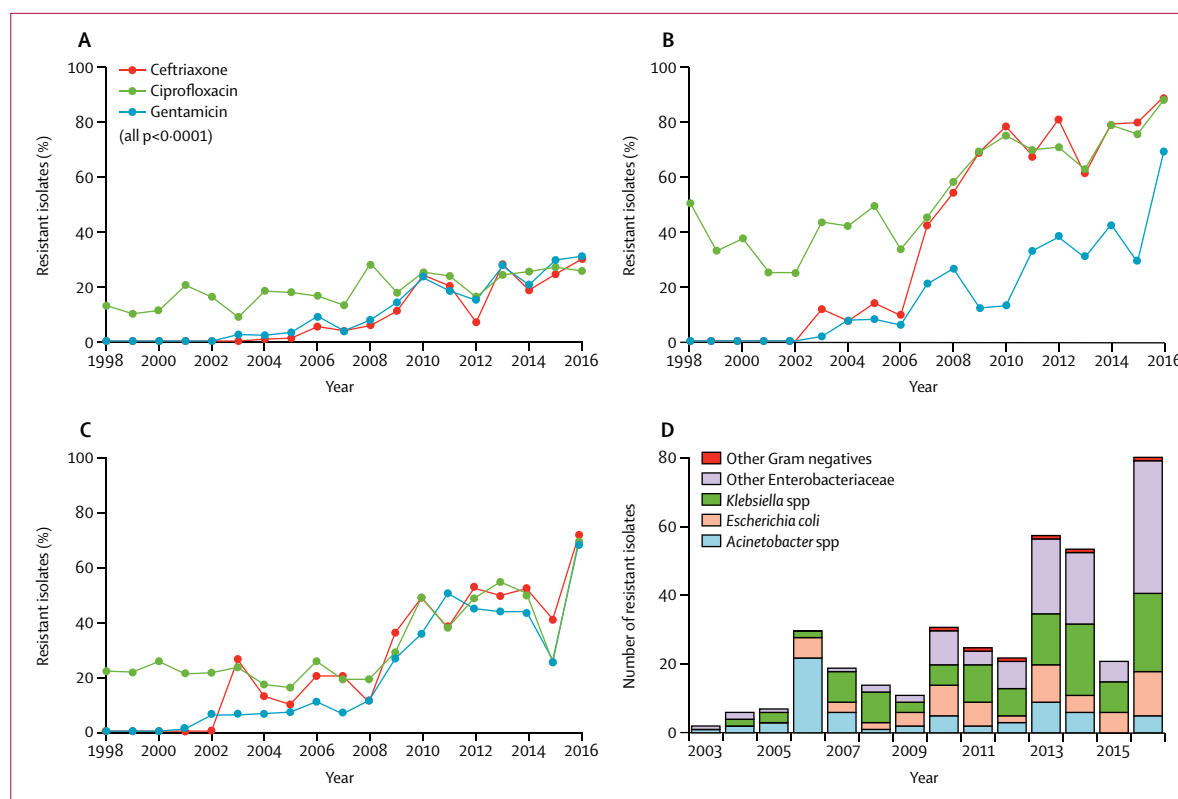 A
100
80
60
40
20
0
Resistant isolates (%)
Ceftriaxone
Ciprofloxacin
Gentamicin
(all p<0·0001)
1998 2000 2002 2004 2006 2008 2010 2012 2014 2016
Year
B
100
80
60
40
20
0
Resistant isolates (%)
1998 2000 2002 2004 2006 2008 2010 2012 2014 2016
Year
C
100
80
60
40
20
0
Resistant isolates (%)
1998 2000 2002 2004 2006 2008 2010 2012 2014 2016
Year
D
80
60
40
20
0
Number of resistant isolates
Other Gram negatives
Other Enterobacteriaceae
Klebsiella spp
Escherichia coli
Acinetobacter spp
2003 2005 2007 2009 2011 2013 2015
Year